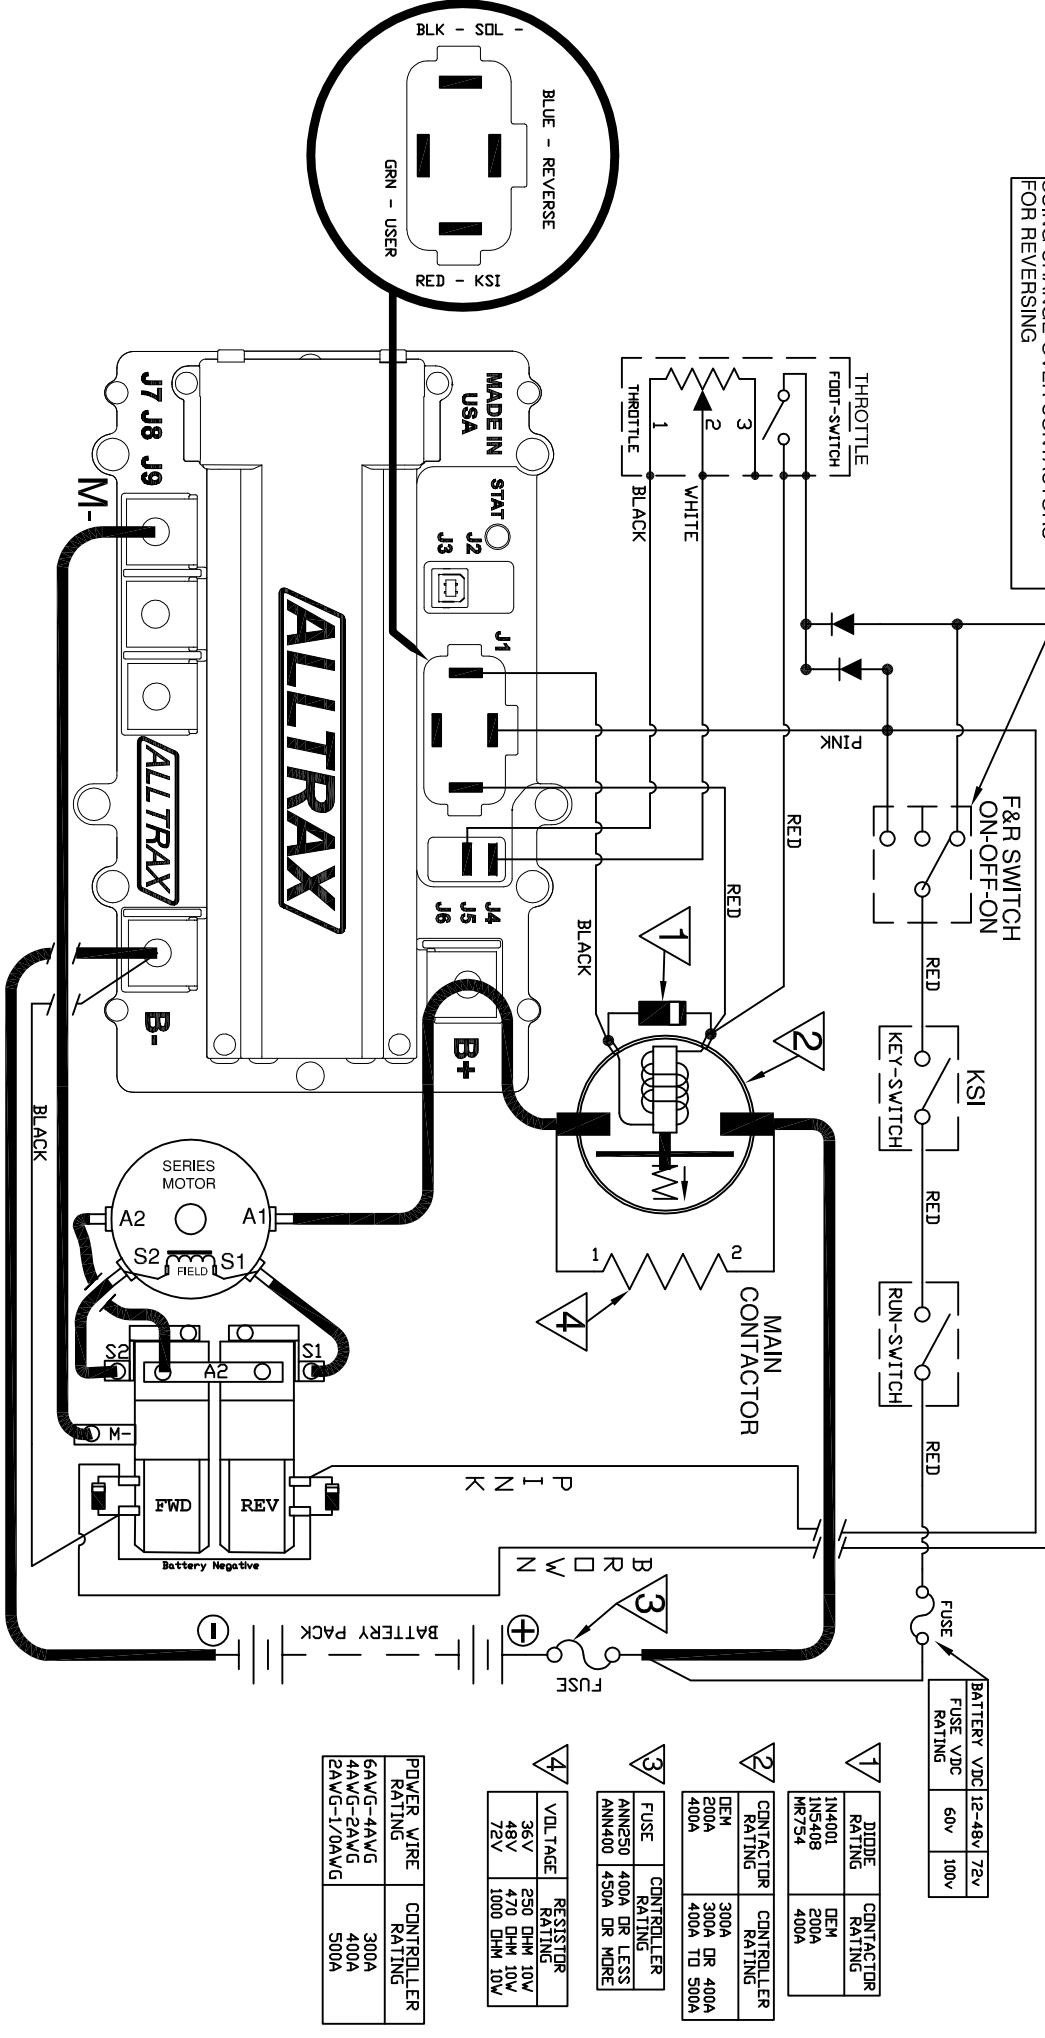 BLK - SOL -
BLUE - REVERSE
GRN - USER
RED - KSI
FOR REVERSING
THROTTLE
FOOT-SWITCH
3
2
1
THROTTLE
WHITE
BLACK
MADE IN
USA
STAT
J2
J3
J1
J7 J8 J9
M-
ALLTRAX
ALLTRAX
J4
J5
J6
B+
B-
PINK
RED
RED
BLACK
F&R SWITCH
ON-OFF-ON
RED
KSI
KEY-SWITCH
RED
RUN-SWITCH
RED
FUSE
1
2
MAIN
CONTACTOR
1
2
4
BLACK
SERIES
MOTOR
A2
A1
S2
S1
FIELD
S2
A2
S1
M-
FWD
REV
Battery Negative
PINK
BROWN
3
FUSE
+
BATTERY PACK
-
BATTERY VDC 12-48v 72v
FUSE VDC
RATING 60v 100v
1
DIODE
RATING
CONTACTOR
RATING
1N4001 OEM
1N5408 200A
MR754 400A
2
CONTACTOR
RATING
CONTROLLER
RATING
OEM 300A
200A 300A OR 400A
400A 400A TO 500A
3
FUSE
CONTROLLER
RATING
ANN250 400A OR LESS
ANN400 450A OR MORE
4
VOLTAGE
RESISTOR
RATING
36V 250 OHM 10W
48V 470 OHM 10W
72V 1000 OHM 10W
POWER WIRE
RATING
CONTROLLER
RATING
6AWG-4AWG 300A
4AWG-2AWG 400A
2AWG-1/0AWG 500A